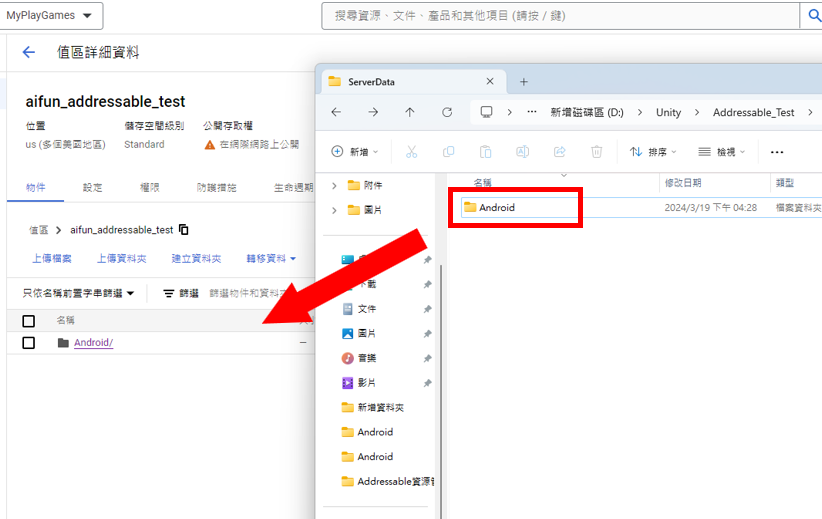 MyPlayGames
搜尋資源、文件、產品和其他項目 (請按 / 鍵)
值區詳細資料
aifun_addressable_test
位置
儲存空間級別
公開存取權
us (多個美國地區)
Standard
在網際網路上公開
物件
設定
權限
防護措施
生命週期
值區
aifun_addressable_test
上傳檔案
上傳資料夾
建立資料夾
轉移資料
只依名稱前置字串篩選
篩選
篩選物件和資料夾
名稱
Android/
—
ServerData
新增磁碟區 (D:)
Unity
Addressable_Test
新增
排序
檢視
名稱
修改日期
類型
Android
2024/3/19 下午 04:28
檔案資料夾
附件
圖片
下載
文件
圖片
音樂
影片
新增資料夾
Android
Android
Addressable資源